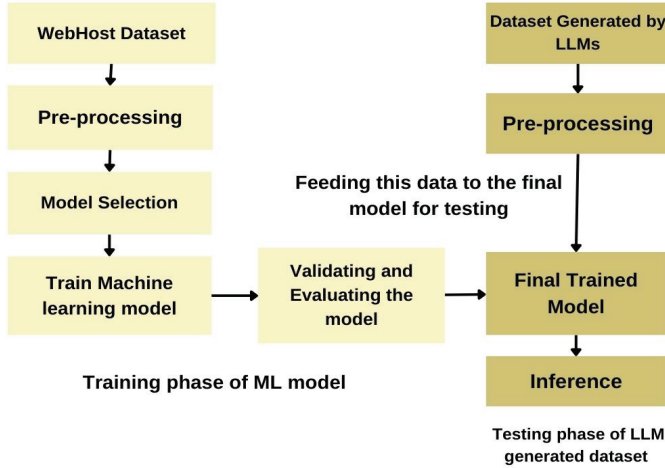 WebHost Dataset
Pre-processing
Model Selection
Train Machine
learning model
Validating and
Evaluating the
model
Training phase of ML model
Dataset Generated by
LLMs
Pre-processing
Feeding this data to the final
model for testing
Final Trained
Model
Inference
Testing phase of LLM
generated dataset